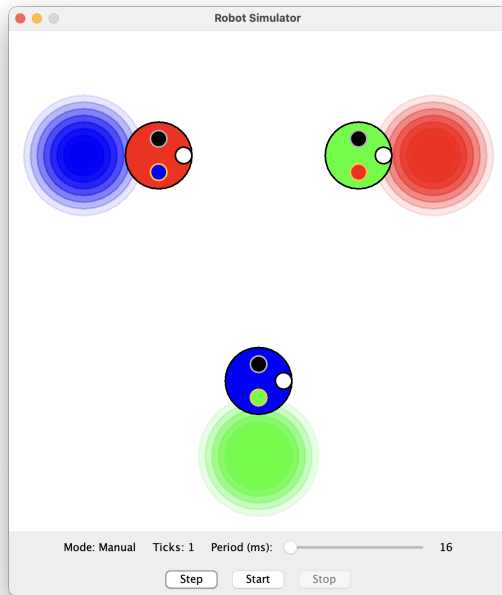 Robot Simulator
Mode: Manual Ticks: 1 Period (ms): 16
Step Start Stop